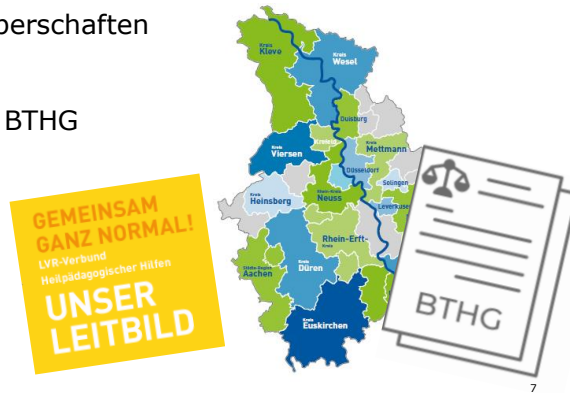 berschaften
BTHG
GEMEINSAM
GANZ NORMAL!
LVR-Verbund
Heilpädagogischer Hilfen
UNSER
LEITBILD
Kreis
Kleve
Kreis
Wesel
Duisburg
Kreis
Viersen
Krefeld
Kreis
Mettmann
Düsseldorf
Solingen
Kreis
Heinsberg
Rhein-Kreis
Neuss
Leverkusen
Rhein-Erft-
Kreis
Städte-Region
Aachen
Kreis
Düren
Kreis
Euskirchen
BTHG
7